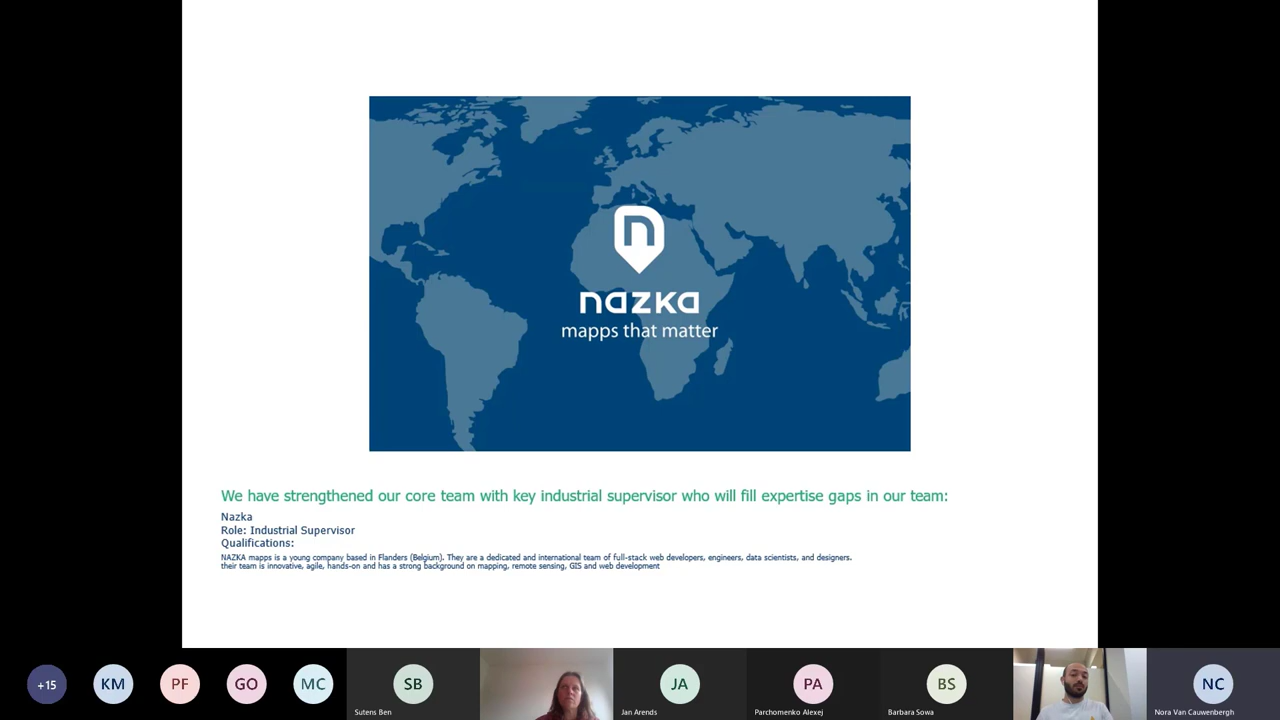 n
nazka
mapps that matter
We have strengthened our core team with key industrial supervisor who will fill expertise gaps in our team:
Nazka
Role: Industrial Supervisor
Qualifications:
NAZKA mapps is a young company based in Flanders (Belgium). They are a dedicated and international team of full-stack web developers, engineers, data scientists, and designers.
their team is innovative, agile, hands-on and has a strong background on mapping, remote sensing, GIS and web development
+15
KM
PF
GO
MC
SB
JA
PA
BS
NC
Sutens Ben
Jan Arends
Parchomenko Alexej
Barbara Sowa
Nora Van Cauwenbergh